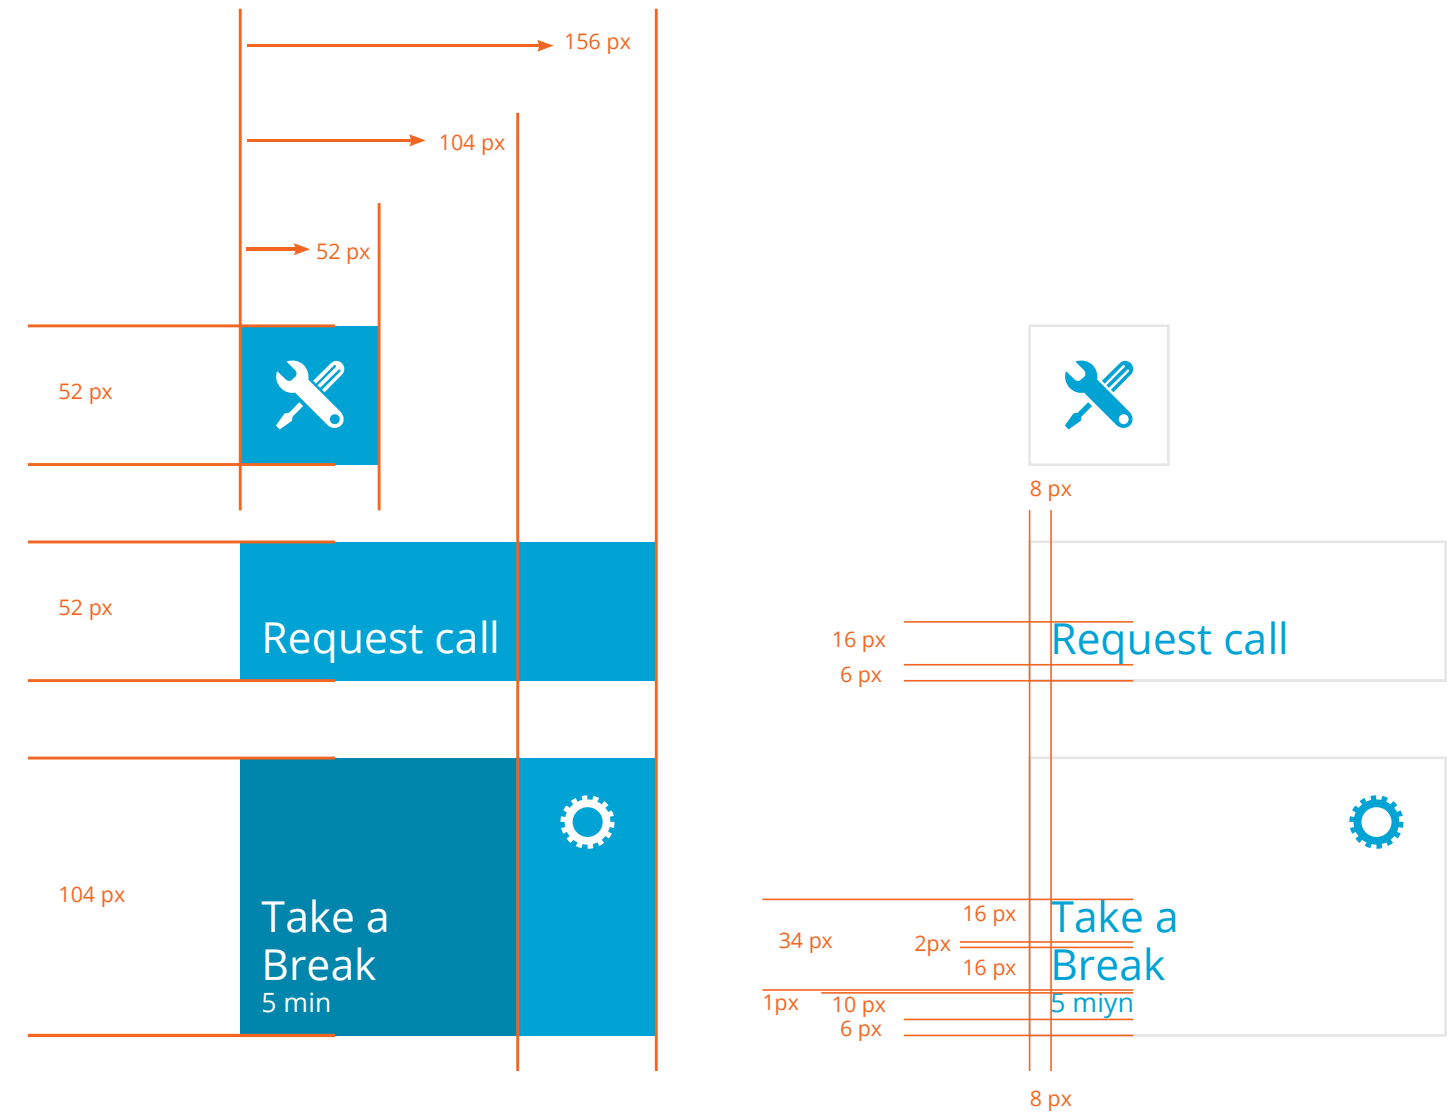 156 px
104 px
52 px
52 px
8 px
52 px
Request call
16 px
Request call
6 px
104 px
Take a
Break
5 min
34 px
16 px
2px
16 px
Take a
Break
1px
10 px
5 miyn
6 px
8 px